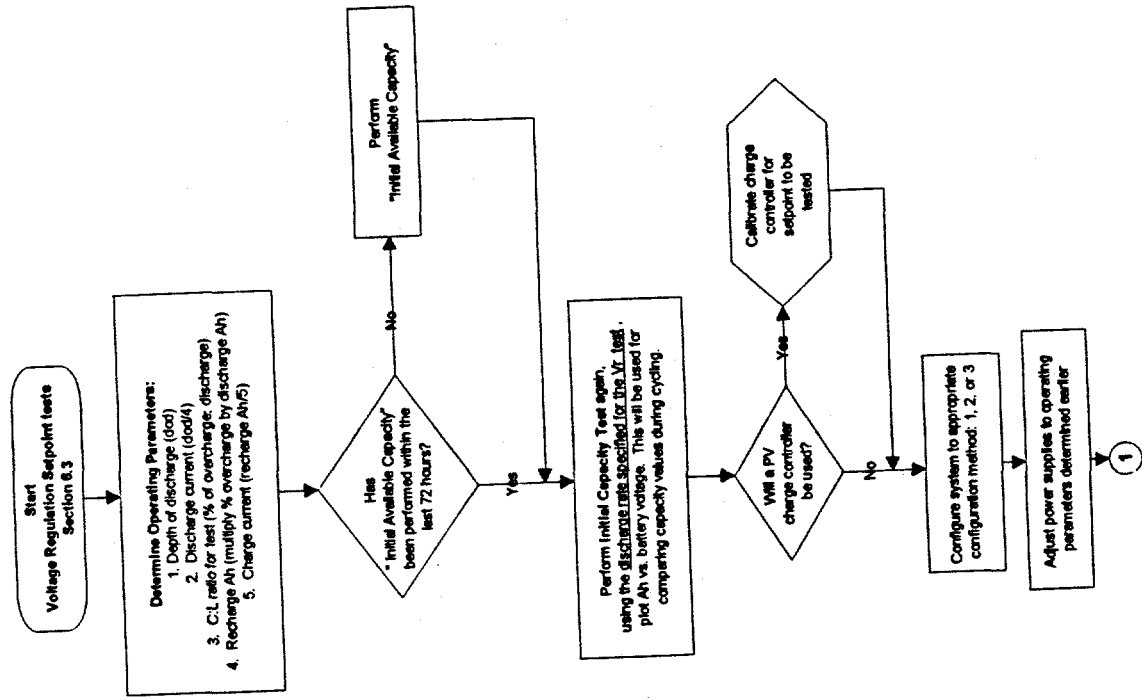 Start
Voltage Regulation Setpoint tests
Section 6.3
Determine Operating Parameters:
1. Depth of discharge (dod)
2. Discharge current (dod/4)
3. C:L ratio for test (% of overcharge: discharge)
4. Recharge Ah (multiply % overcharge by discharge Ah)
5. Charge current (recharge Ah/5)
Has
" Initial Available Capacity"
been performed within the
last 72 hours?
No
Perform
"Initial Available Capacity"
Yes
Perform Initial Capacity Test again,
using the discharge rate specified for the Vr test ,
plot Ah vs. battery voltage. This will be used for
comparing capacity values during cycling.
Will a PV
charge controller
be used?
Yes
Calibrate charge
controller for
setpoint to be
tested
No
Configure system to appropriate
configuration method: 1, 2, or 3
Adjust power supplies to operating
parameters determined earlier
1